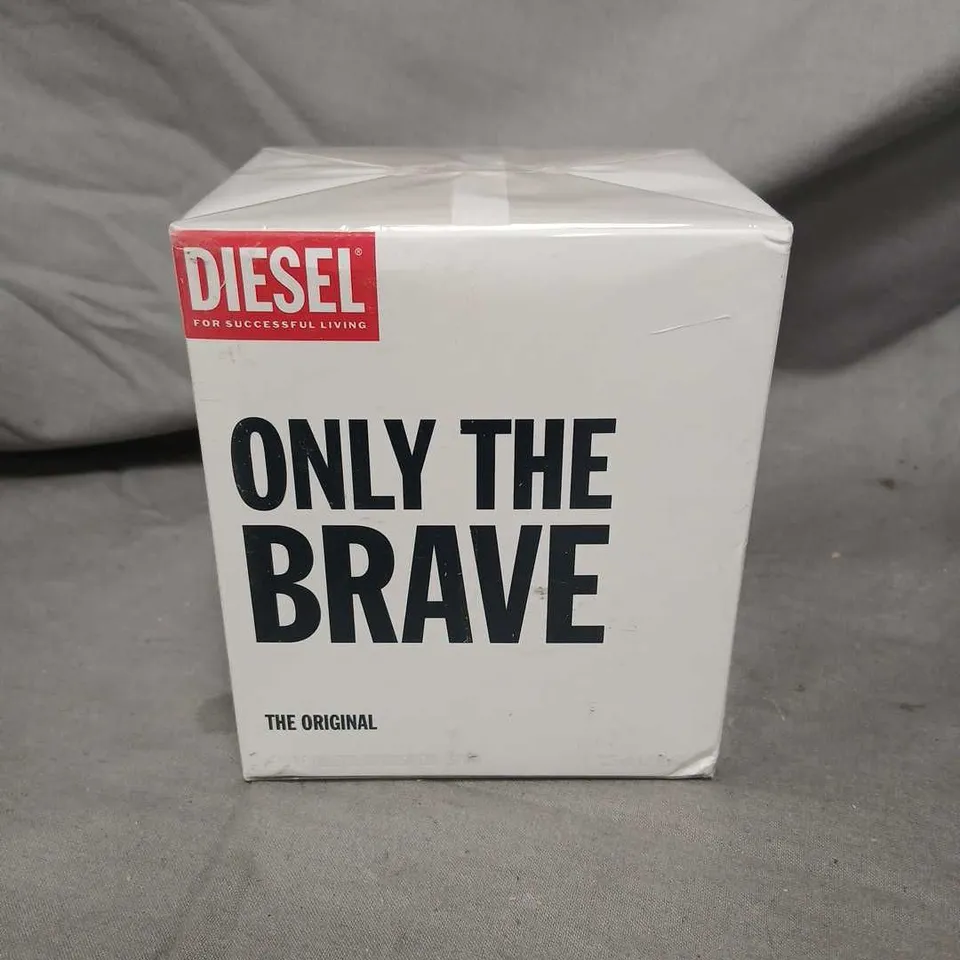 DIESEL®
FOR SUCCESSFUL LIVING
ONLY THE
BRAVE
THE ORIGINAL